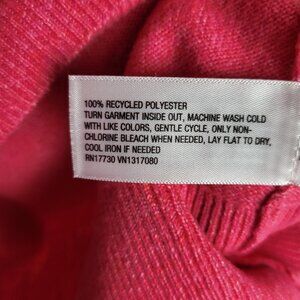 100% RECYCLED POLYESTER
TURN GARMENT INSIDE OUT, MACHINE WASH COLD
WITH LIKE COLORS, GENTLE CYCLE, ONLY NON-
CHLORINE BLEACH WHEN NEEDED, LAY FLAT TO DRY,
COOL IRON IF NEEDED
RN17730 VN1317080